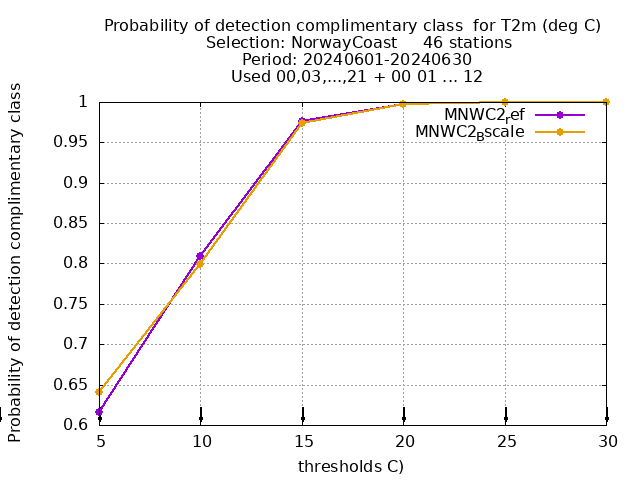 Probability of detection complimentary class for T2m (deg C)
Selection: NorwayCoast 46 stations
Period: 20240601-20240630
Used 00,03,...,21 + 00 01 ... 12
Probability of detection complimentary class
1
0.95
0.9
0.85
0.8
0.75
0.7
0.65
0.6
MNWC2ref
MNWC2Bscale
5 10 15 20 25 30
thresholds C)